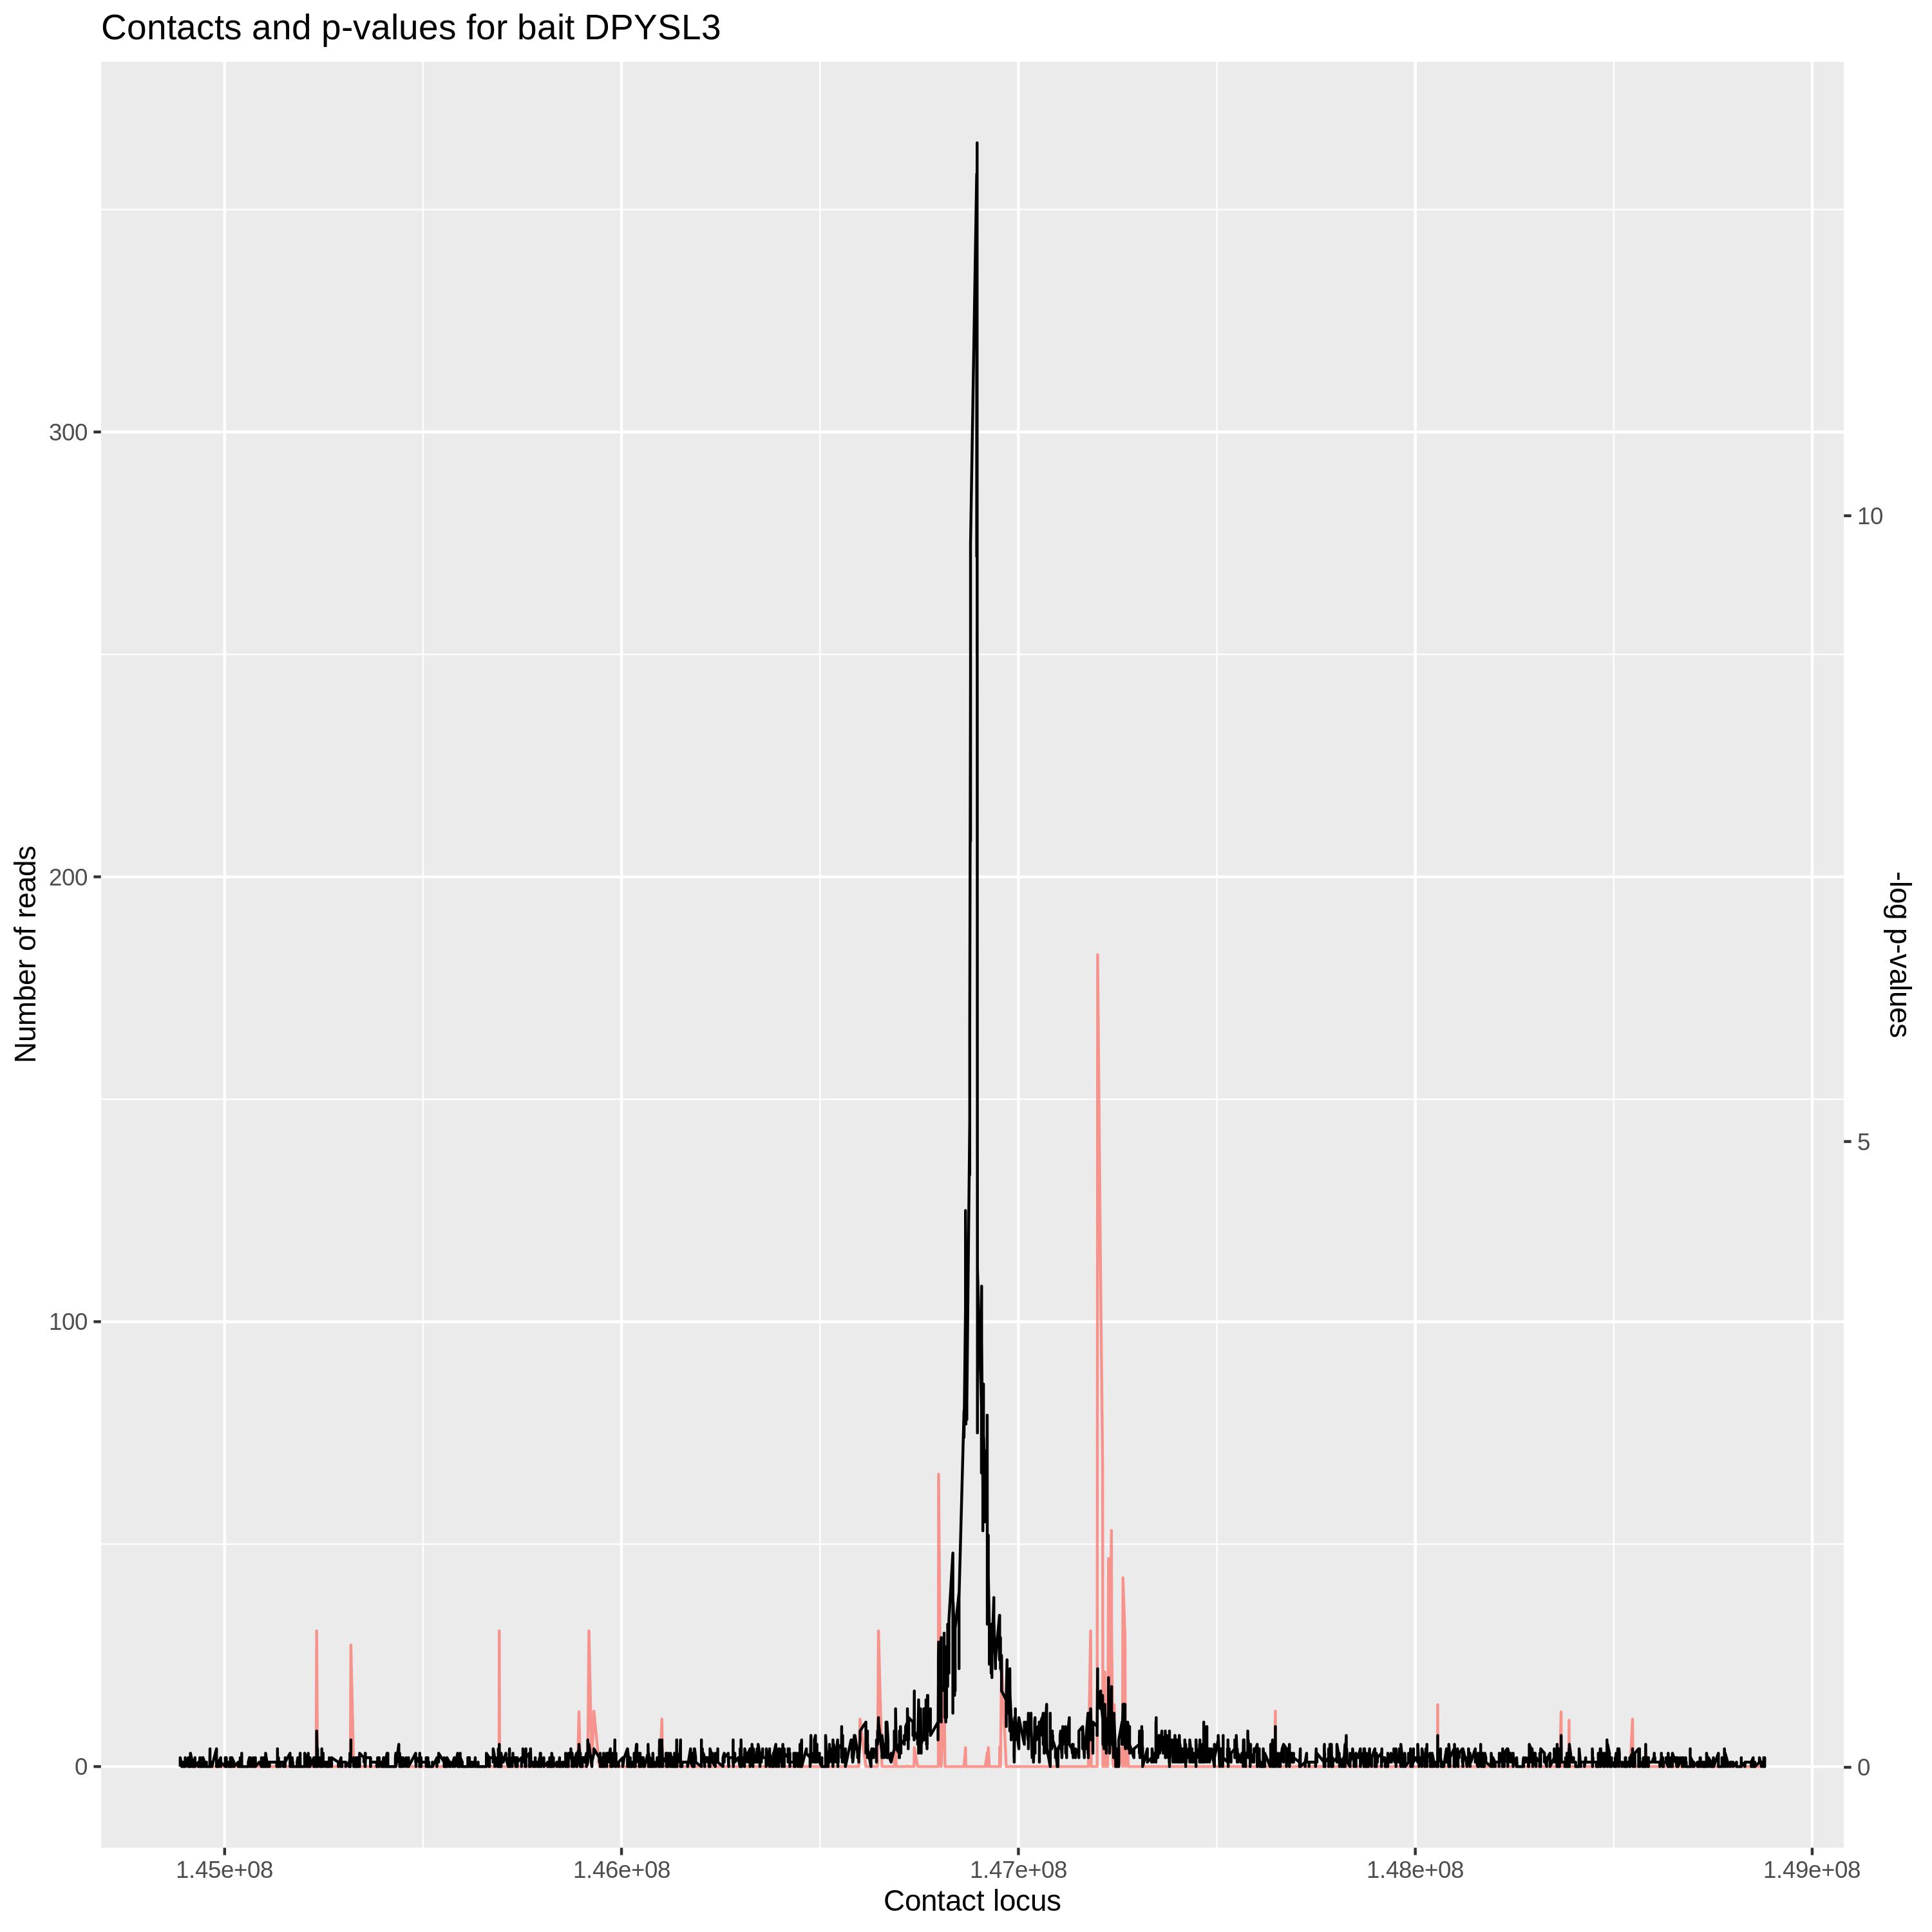 Contacts and p-values for bait DPYSL3
300
200
100
0
Number of reads
10
5
0
-log p-values
1.45e+08
1.46e+08
1.47e+08
1.48e+08
1.49e+08
Contact locus